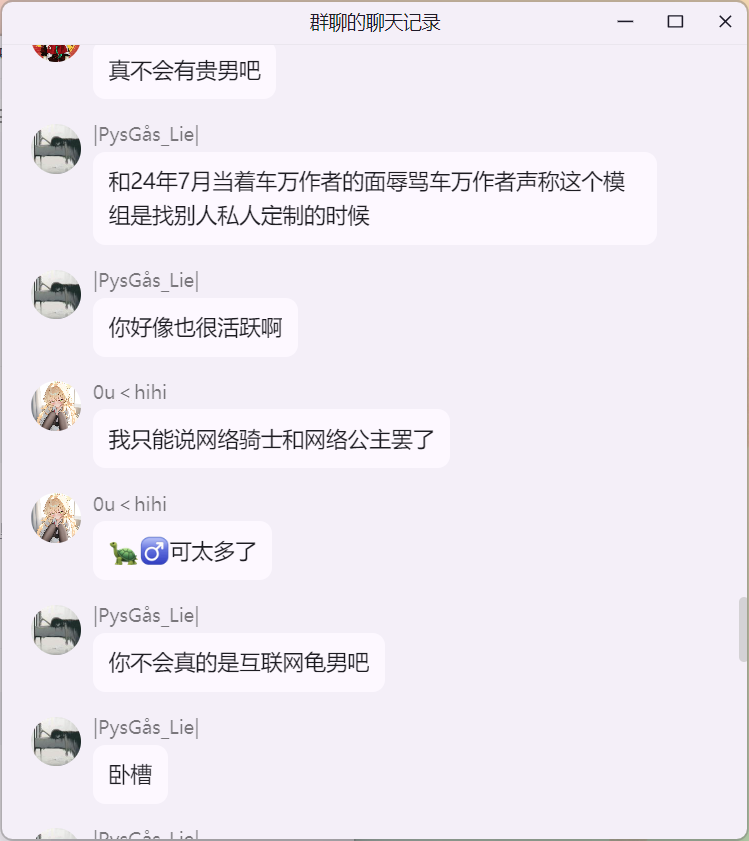 群聊的聊天记录
真不会有贵男吧
|PysGås_Lie|
和24年7月当着车万作者的面辱骂车万作者声称这个模
组是找别人私人定制的时候
|PysGås_Lie|
你好像也很活跃啊
0u < hihi
我只能说网络骑士和网络公主罢了
0u < hihi
🐢♂️可太多了
|PysGås_Lie|
你不会真的是互联网龟男吧
|PysGås_Lie|
卧槽
|PysGås_Lie|